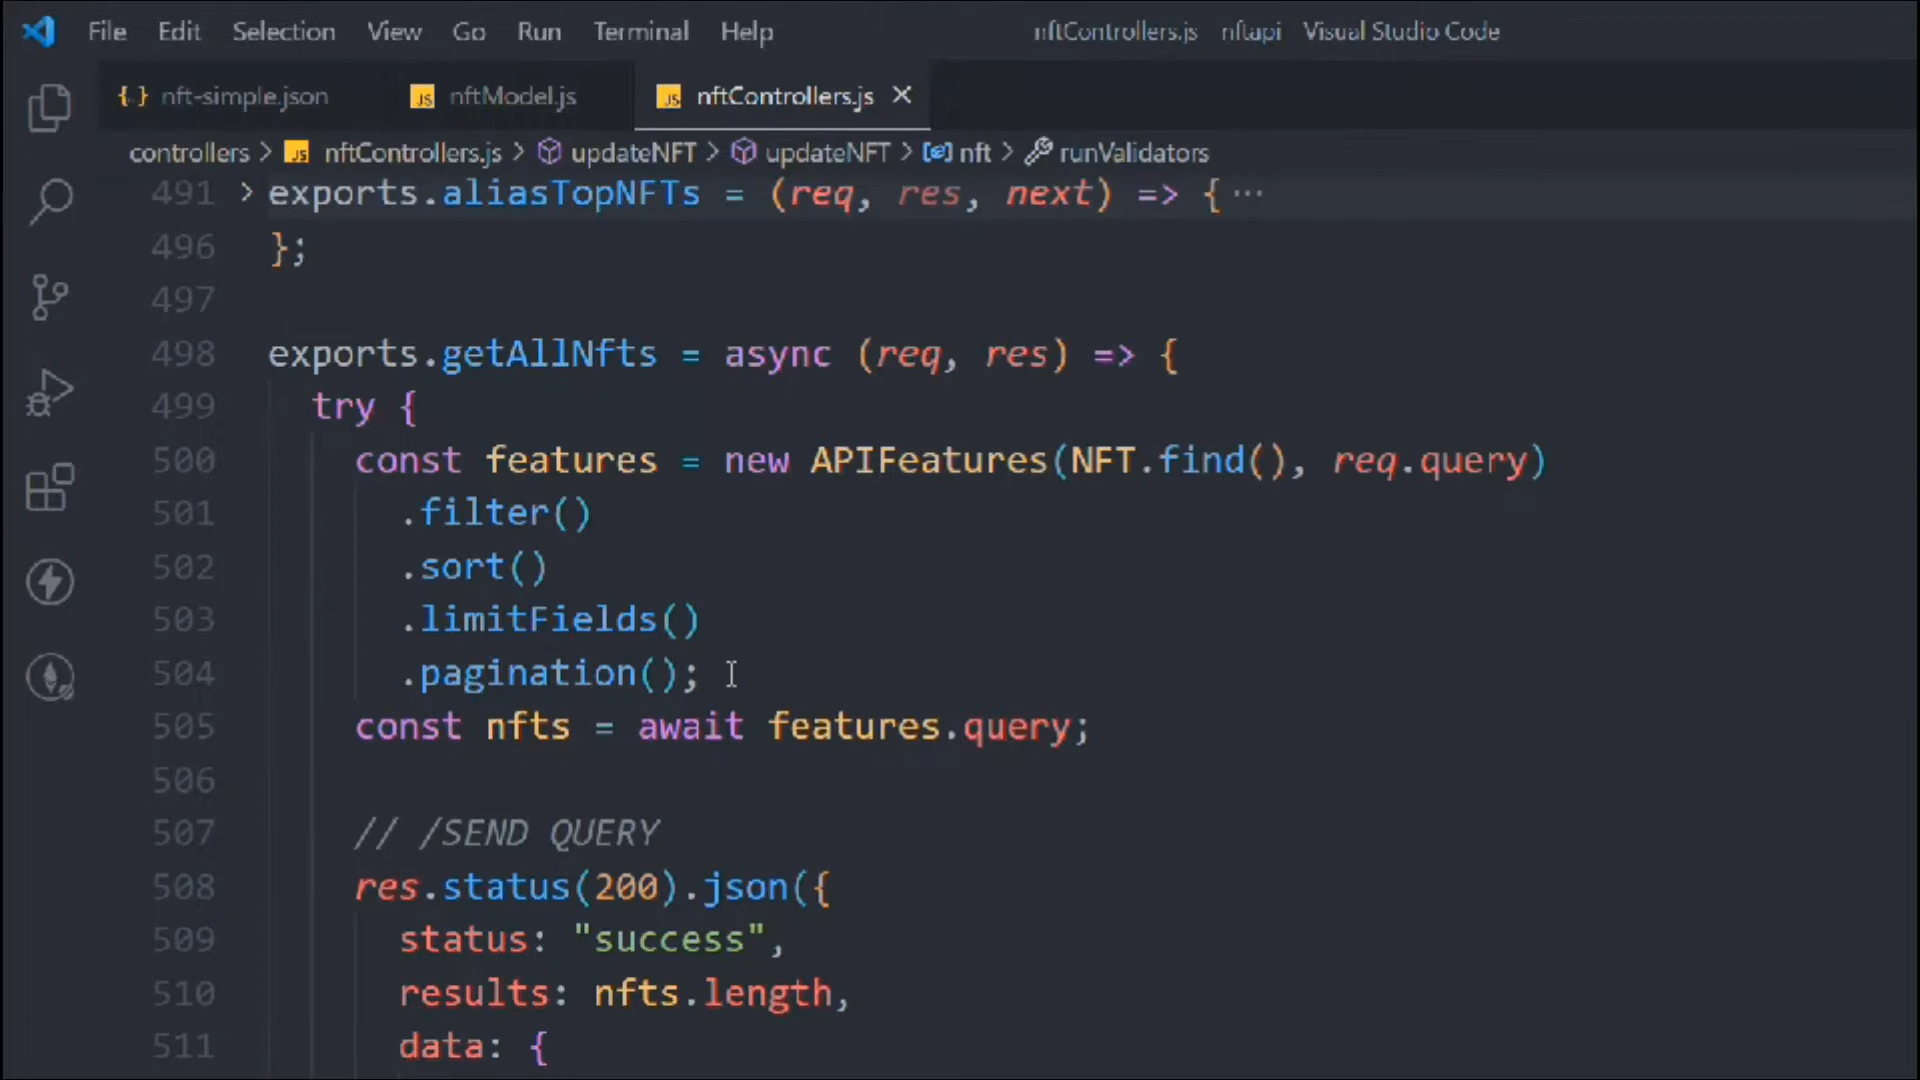 File Edit Selection View Go Run Terminal Help nftControllers.js nftapi Visual Studio Code
{ } nft-simple.json JS nftModel.js JS nftControllers.js
controllers > JS nftControllers.js > updateNFT > updateNFT > nft > runValidators
491 > exports.aliasTopNFTs = (req, res, next) => { ...
496 };
497
498 exports.getAllNfts = async (req, res) => {
499 try {
500 const features = new APIFeatures(NFT.find(), req.query)
501 .filter()
502 .sort()
503 .limitFields()
504 .pagination();
505 const nfts = await features.query;
506
507 // /SEND QUERY
508 res.status(200).json({
509 status: "success",
510 results: nfts.length,
511 data: {